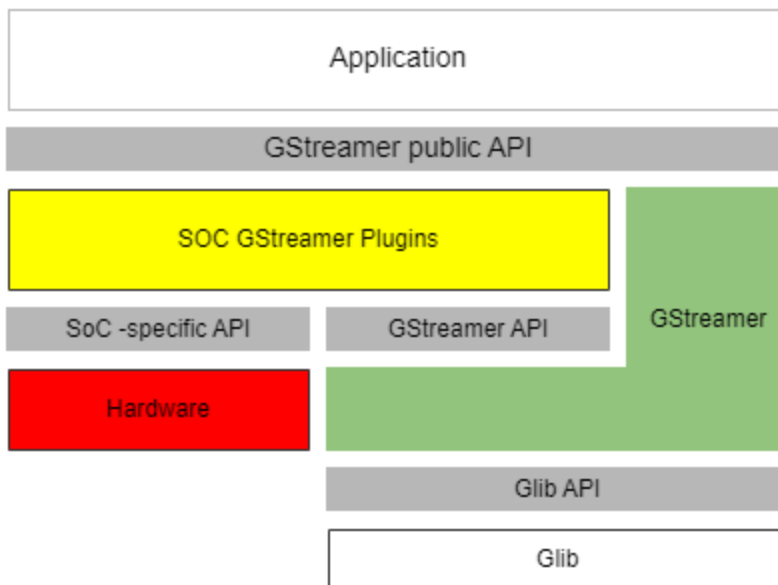 Application
GStreamer public API
SOC GStreamer Plugins
GStreamer
SoC -specific API
GStreamer API
Hardware
Glib API
Glib